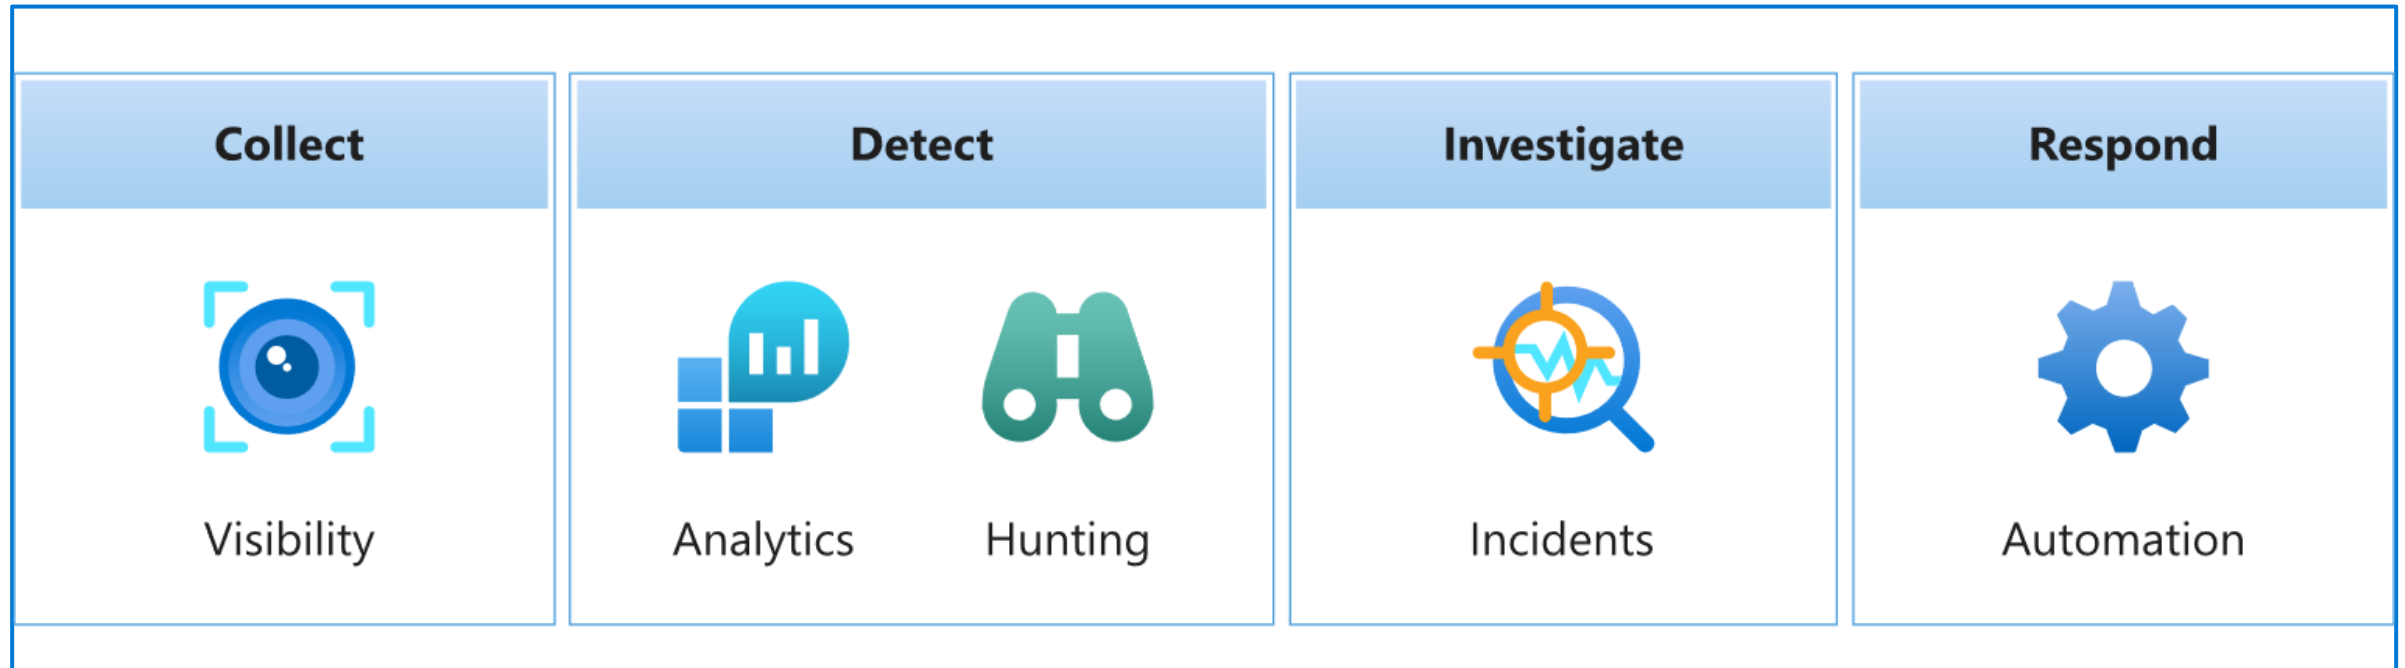 Collect
Detect
Investigate
Respond
Visibility
Analytics
Hunting
Incidents
Automation